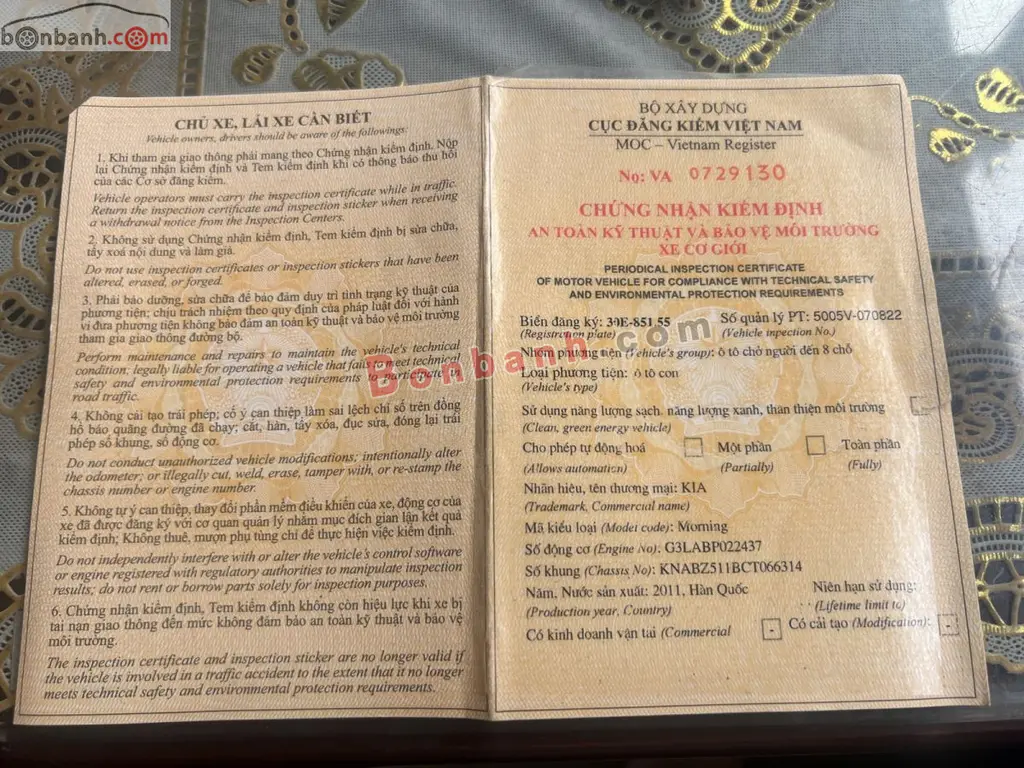 bonbanh.com
CHỦ XE, LÁI XE CẦN BIẾT
Vehicle owners, drivers should be aware of the followings:
1. Khi tham gia giao thông phải mang theo Chứng nhận kiểm định. Nộp
lại Chứng nhận kiểm định và Tem kiểm định khi có thông báo thu hồi
của các Cơ sở đăng kiểm.
Vehicle operators must carry the inspection certificate while in traffic.
Return the inspection certificate and inspection sticker when receiving
a withdrawal notice from the Inspection Centers.
2. Không sử dụng Chứng nhận kiểm định, Tem kiểm định bị sửa chữa,
tẩy xoá nội dung và làm giả.
Do not use inspection certificates or inspection stickers that have been
altered, erased, or forged.
3. Phải bảo dưỡng, sửa chữa để bảo đảm duy trì tình trạng kỹ thuật của
phương tiện; chịu trách nhiệm theo quy định của pháp luật đối với hành
vi đưa phương tiện không bảo đảm an toàn kỹ thuật và bảo vệ môi trường
tham gia giao thông đường bộ.
Perform maintenance and repairs to maintain the vehicle's technical
condition; legally liable for operating a vehicle that fails to meet technical
safety and environmental protection requirements to participate in
road traffic.
4. Không cải tạo trái phép; cố ý can thiệp làm sai lệch chỉ số trên đồng
hồ báo quãng đường đã chạy; cắt, hàn, tẩy xóa, đục sửa, đóng lại trái
phép số khung, số động cơ.
Do not conduct unauthorized vehicle modifications; intentionally alter
the odometer; or illegally cut, weld, erase, tamper with, or re-stamp the
chassis number or engine number.
5. Không tự ý can thiệp, thay đổi phần mềm điều khiển của xe, động cơ của
xe đã được đăng ký với cơ quan quản lý nhằm mục đích gian lận kết quả
kiểm định; Không thuê, mượn phụ tùng chỉ để thực hiện việc kiểm định.
Do not independently interfere with or alter the vehicle's control software
or engine registered with regulatory authorities to manipulate inspection
results; do not rent or borrow parts solely for inspection purposes.
6. Chứng nhận kiểm định, Tem kiểm định không còn hiệu lực khi xe bị
tai nạn giao thông đến mức không đảm bảo an toàn kỹ thuật và bảo vệ
môi trường.
The inspection certificate and inspection sticker are no longer valid if
the vehicle is involved in a traffic accident to the extent that it no longer
meets technical safety and environmental protection requirements.
BỘ XÂY DỰNG
CỤC ĐĂNG KIỂM VIỆT NAM
MOC – Vietnam Register
No: VA 0729130
CHỨNG NHẬN KIỂM ĐỊNH
AN TOÀN KỸ THUẬT VÀ BẢO VỆ MÔI TRƯỜNG
XE CƠ GIỚI
PERIODICAL INSPECTION CERTIFICATE
OF MOTOR VEHICLE FOR COMPLIANCE WITH TECHNICAL SAFETY
AND ENVIRONMENTAL PROTECTION REQUIREMENTS
Biển đăng ký: 30E-851.55 Số quản lý PT: 5005V-070822
(Registration plate) (Vehicle inspection No.)
Nhóm phương tiện (Vehicle's group): ô tô chở người đến 8 chỗ
Loại phương tiện: ô tô con
(Vehicle's type)
Sử dụng năng lượng sạch, năng lượng xanh, thân thiện môi trường
(Clean, green energy vehicle)
Cho phép tự động hoá Một phần Toàn phần
(Allows automation) (Partially) (Fully)
Nhãn hiệu, tên thương mại: KIA
(Trademark, Commercial name)
Mã kiểu loại (Model code): Morning
Số động cơ (Engine No): G3LABP022437
Số khung (Chassis No): KNABZ511BCT066314
Năm, Nước sản xuất: 2011, Hàn Quốc Niên hạn sử dụng:
(Production year, Country) (Lifetime limit to)
Có kinh doanh vận tải (Commercial - Có cải tạo (Modification): -
Bonbanh.com